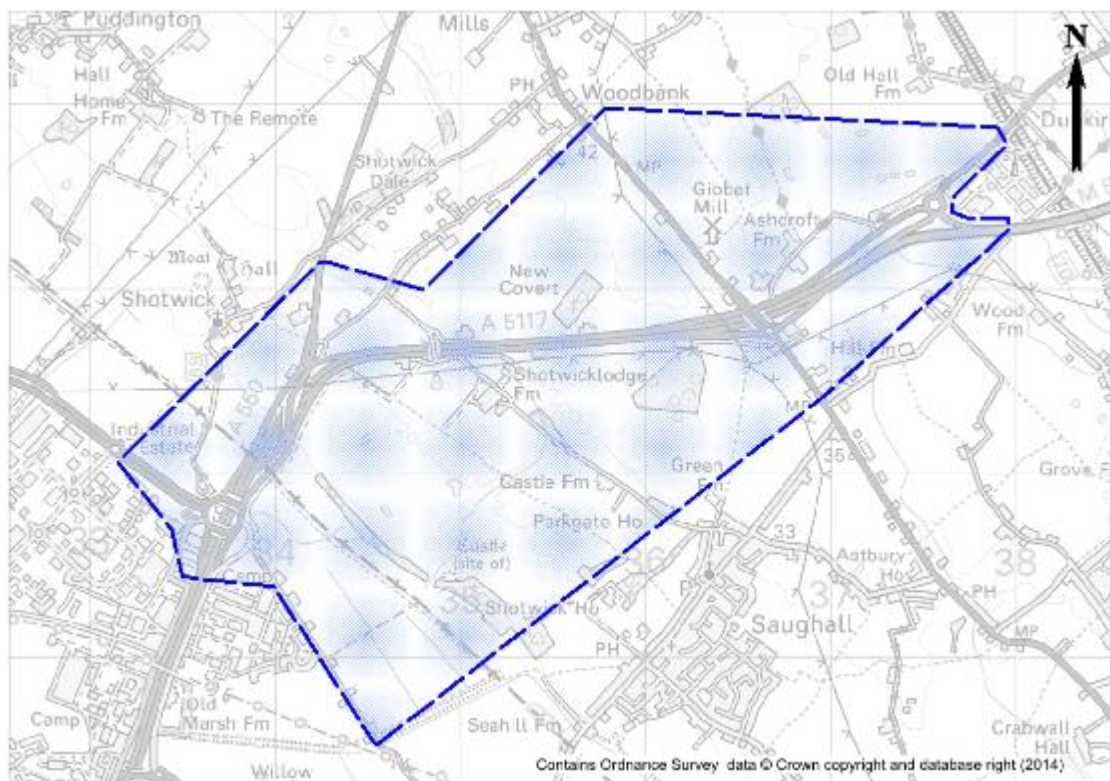 Puddington
Mills
N
Hall
Home Fm
The Remote
PH
Woodbank
Old Hall
Fm
Shotwick
Dale
42
MP
Gibbet
Mill
Ashcroft
Fm
Moat
Hall
Shotwick
New
Covert
A 5117
Wood
Fm
Hill Fm
Shotwicklodge
Fm
A 550
MP
Industrial
Estate
Green
Fm
35
Grove F
Castle Fm
Parkgate Ho
33
34
Castle
(site of)
36
38
Astbury
Ho
Camp
35
Shotwick Ho
P
37
PH
Saughall
PH
MP
Camp
Old
Marsh Fm
Crabwall
Hall
Willow
Contains Ordnance Survey data © Crown copyright and database right (2014)